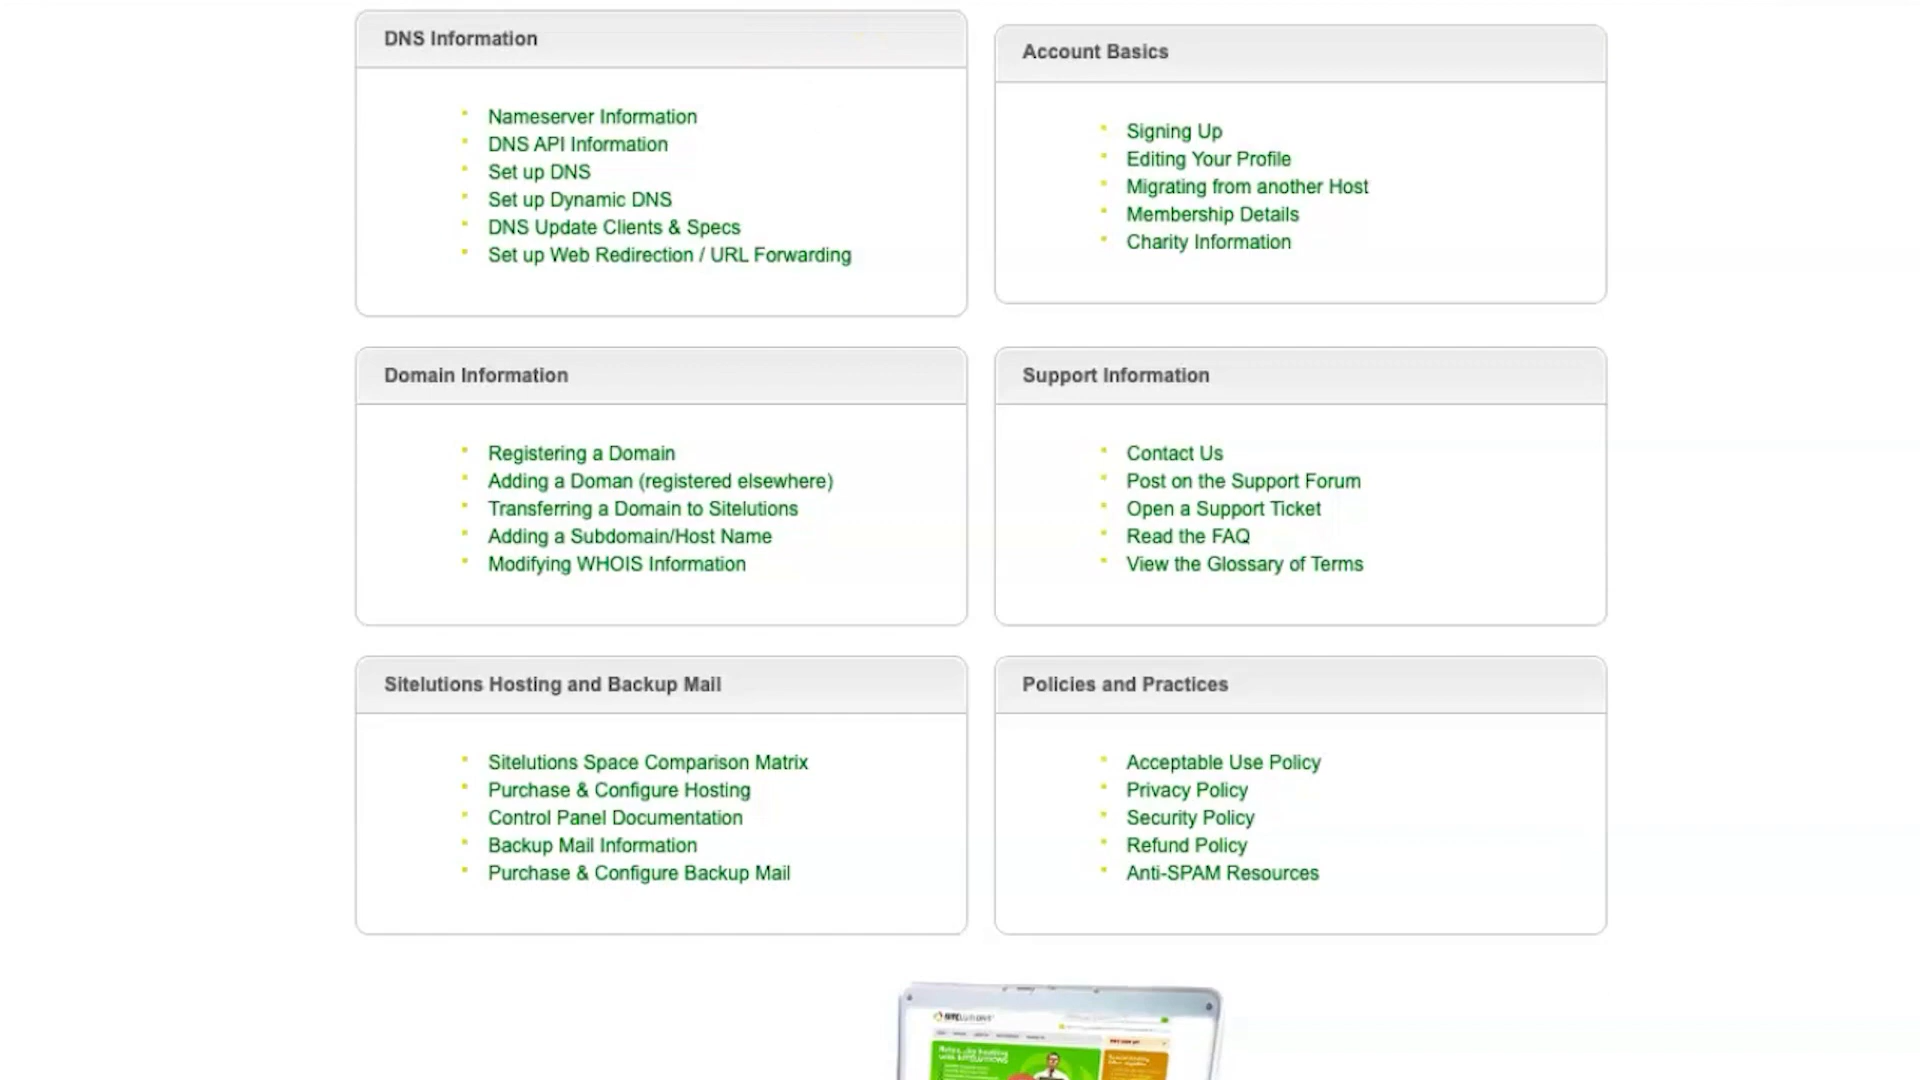 DNS Information
Nameserver Information
DNS API Information
Set up DNS
Set up Dynamic DNS
DNS Update Clients & Specs
Set up Web Redirection / URL Forwarding
Account Basics
Signing Up
Editing Your Profile
Migrating from another Host
Membership Details
Charity Information
Domain Information
Registering a Domain
Adding a Doman (registered elsewhere)
Transferring a Domain to Sitelutions
Adding a Subdomain/Host Name
Modifying WHOIS Information
Support Information
Contact Us
Post on the Support Forum
Open a Support Ticket
Read the FAQ
View the Glossary of Terms
Sitelutions Hosting and Backup Mail
Sitelutions Space Comparison Matrix
Purchase & Configure Hosting
Control Panel Documentation
Backup Mail Information
Purchase & Configure Backup Mail
Policies and Practices
Acceptable Use Policy
Privacy Policy
Security Policy
Refund Policy
Anti-SPAM Resources
SITELUTIONS